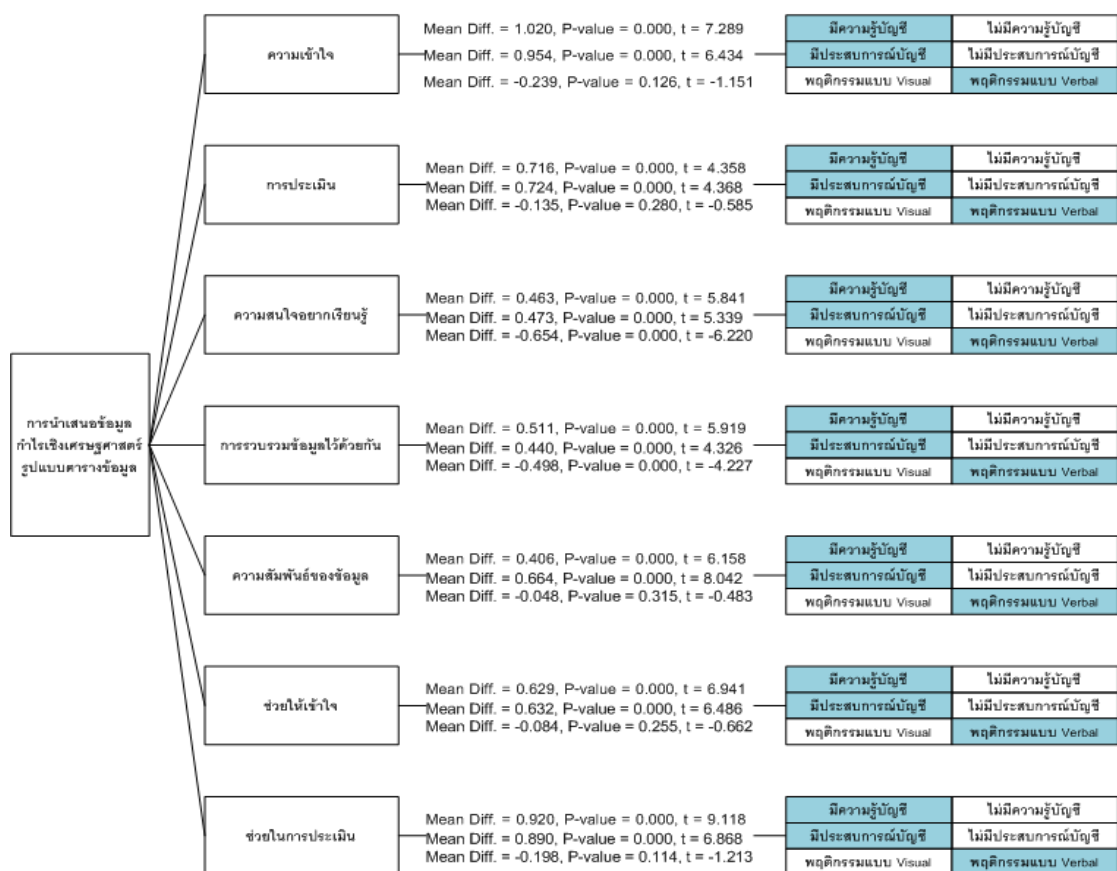 การนำเสนอข้อมูล
กำไรเชิงเศรษฐศาสตร์
รูปแบบตารางข้อมูล
ความเข้าใจ
Mean Diff. = 1.020, P-value = 0.000, t = 7.289
Mean Diff. = 0.954, P-value = 0.000, t = 6.434
Mean Diff. = -0.239, P-value = 0.126, t = -1.151
มีความรู้บัญชี ไม่มีความรู้บัญชี
มีประสบการณ์บัญชี ไม่มีประสบการณ์บัญชี
พฤติกรรมแบบ Visual พฤติกรรมแบบ Verbal
การประเมิน
Mean Diff. = 0.716, P-value = 0.000, t = 4.358
Mean Diff. = 0.724, P-value = 0.000, t = 4.368
Mean Diff. = -0.135, P-value = 0.280, t = -0.585
มีความรู้บัญชี ไม่มีความรู้บัญชี
มีประสบการณ์บัญชี ไม่มีประสบการณ์บัญชี
พฤติกรรมแบบ Visual พฤติกรรมแบบ Verbal
ความสนใจอยากเรียนรู้
Mean Diff. = 0.463, P-value = 0.000, t = 5.841
Mean Diff. = 0.473, P-value = 0.000, t = 5.339
Mean Diff. = -0.654, P-value = 0.000, t = -6.220
มีความรู้บัญชี ไม่มีความรู้บัญชี
มีประสบการณ์บัญชี ไม่มีประสบการณ์บัญชี
พฤติกรรมแบบ Visual พฤติกรรมแบบ Verbal
การรวบรวมข้อมูลไว้ด้วยกัน
Mean Diff. = 0.511, P-value = 0.000, t = 5.919
Mean Diff. = 0.440, P-value = 0.000, t = 4.326
Mean Diff. = -0.498, P-value = 0.000, t = -4.227
มีความรู้บัญชี ไม่มีความรู้บัญชี
มีประสบการณ์บัญชี ไม่มีประสบการณ์บัญชี
พฤติกรรมแบบ Visual พฤติกรรมแบบ Verbal
ความสัมพันธ์ของข้อมูล
Mean Diff. = 0.406, P-value = 0.000, t = 6.158
Mean Diff. = 0.664, P-value = 0.000, t = 8.042
Mean Diff. = -0.048, P-value = 0.315, t = -0.483
มีความรู้บัญชี ไม่มีความรู้บัญชี
มีประสบการณ์บัญชี ไม่มีประสบการณ์บัญชี
พฤติกรรมแบบ Visual พฤติกรรมแบบ Verbal
ช่วยให้เข้าใจ
Mean Diff. = 0.629, P-value = 0.000, t = 6.941
Mean Diff. = 0.632, P-value = 0.000, t = 6.486
Mean Diff. = -0.084, P-value = 0.255, t = -0.662
มีความรู้บัญชี ไม่มีความรู้บัญชี
มีประสบการณ์บัญชี ไม่มีประสบการณ์บัญชี
พฤติกรรมแบบ Visual พฤติกรรมแบบ Verbal
ช่วยในการประเมิน
Mean Diff. = 0.920, P-value = 0.000, t = 9.118
Mean Diff. = 0.890, P-value = 0.000, t = 6.868
Mean Diff. = -0.198, P-value = 0.114, t = -1.213
มีความรู้บัญชี ไม่มีความรู้บัญชี
มีประสบการณ์บัญชี ไม่มีประสบการณ์บัญชี
พฤติกรรมแบบ Visual พฤติกรรมแบบ Verbal